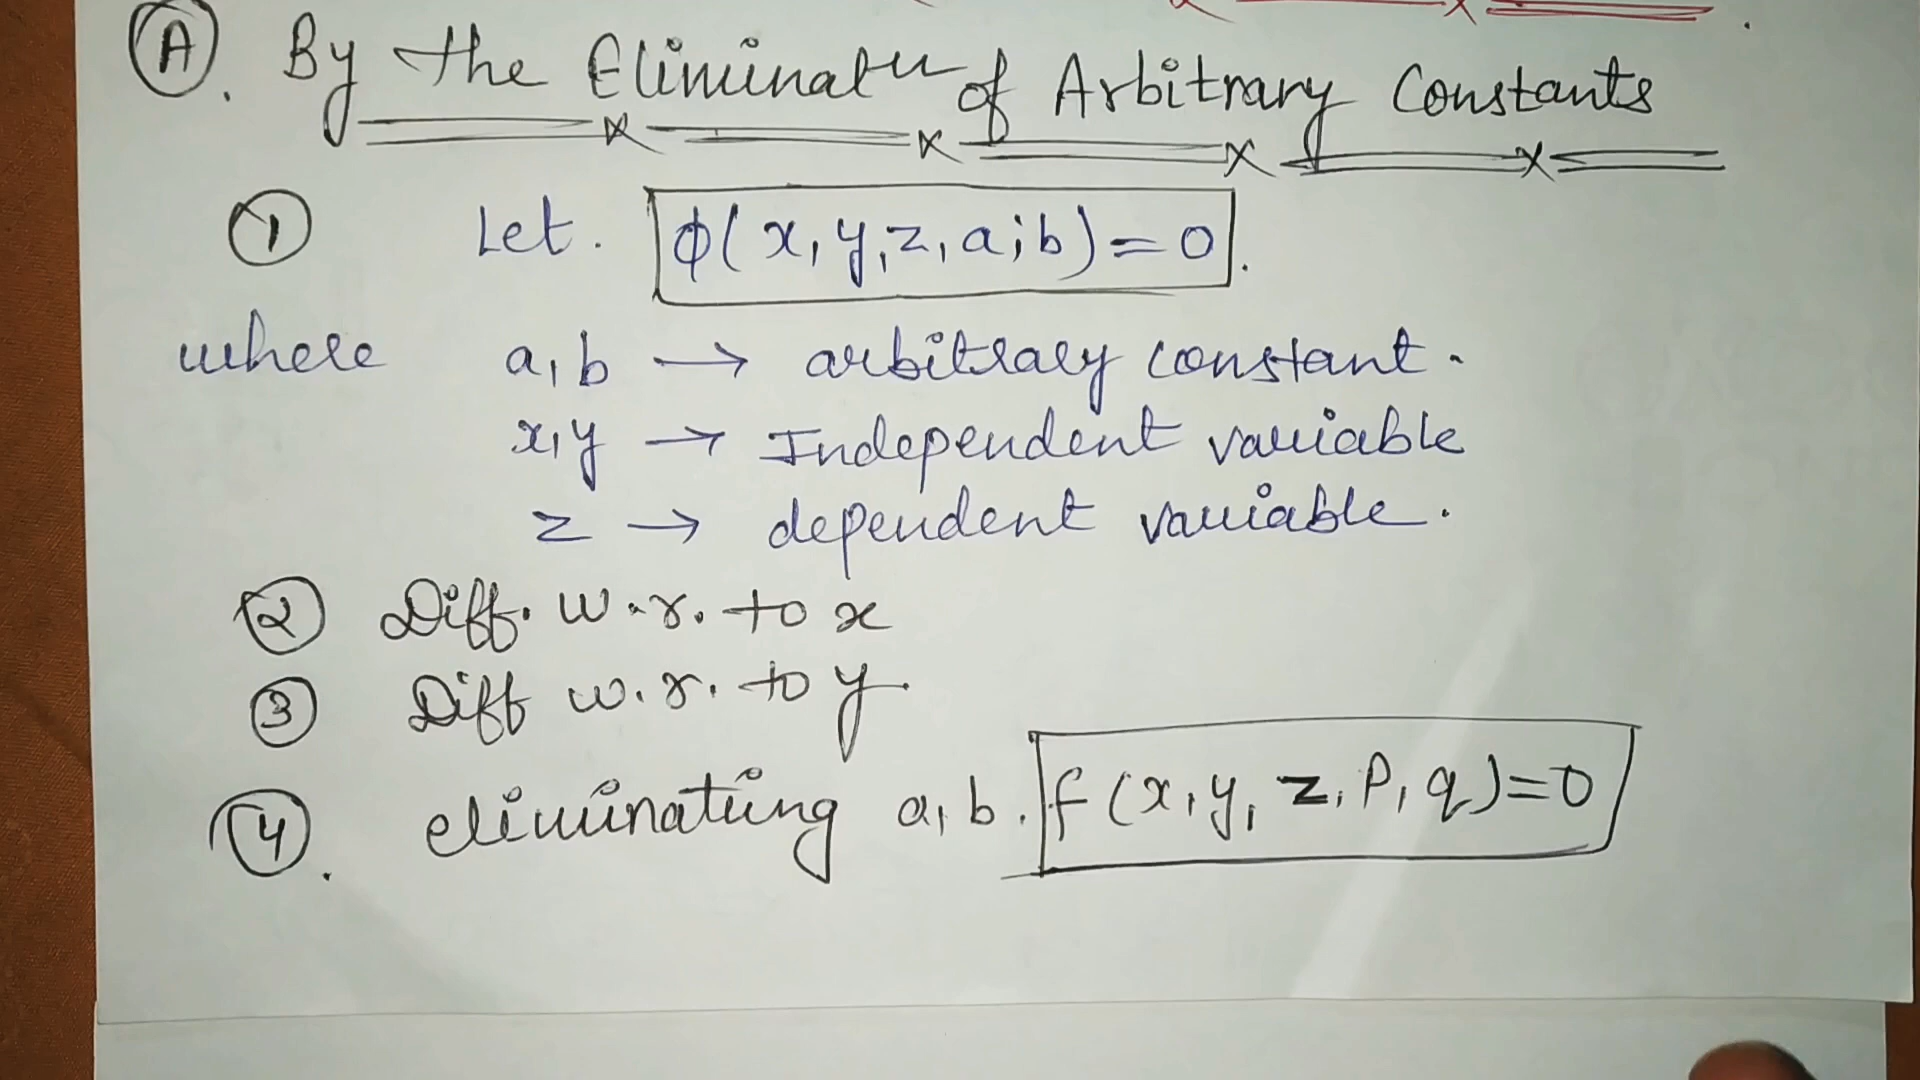 A. By the Elimination of Arbitrary Constants
① Let. ϕ(x, y, z, a, b) = 0.
where a, b → arbitrary constant.
x, y → Independent variable
z → dependent variable.
② Diff. w.r. to x
③ Diff w.r. to y.
④. eliminating a, b. f (x, y, z, P, q) = 0